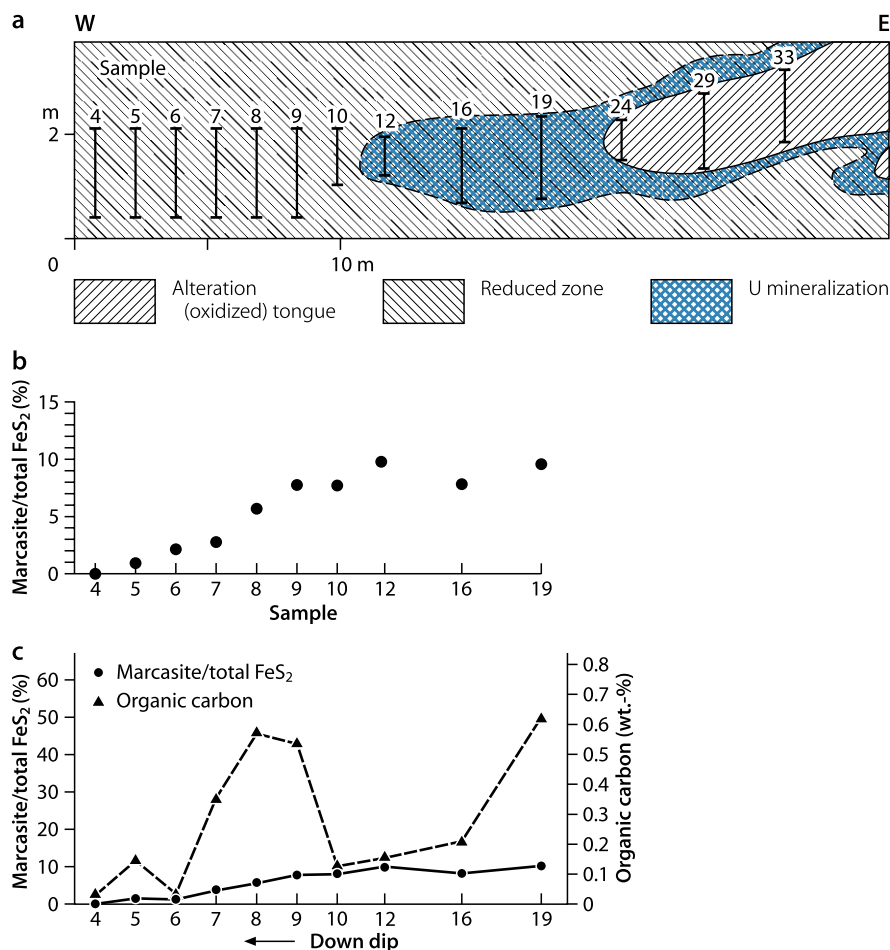 a
W E
Sample
4 5 6 7 8 9 10 12 16 19 24 29 33
m
2
0 10 m
Alteration
(oxidized) tongue
Reduced zone
U mineralization
b
Marcasite/total FeS₂ (%)
15
10
5
0
4 5 6 7 8 9 10 12 16 19
Sample
c
Marcasite/total FeS₂ (%)
60
50
40
30
20
10
0
Marcasite/total FeS₂
Organic carbon
0.8
0.7
0.6
0.5
0.4
0.3
0.2
0.1
0
Organic carbon (wt.-%)
4 5 6 7 8 9 10 12 16 19
Down dip